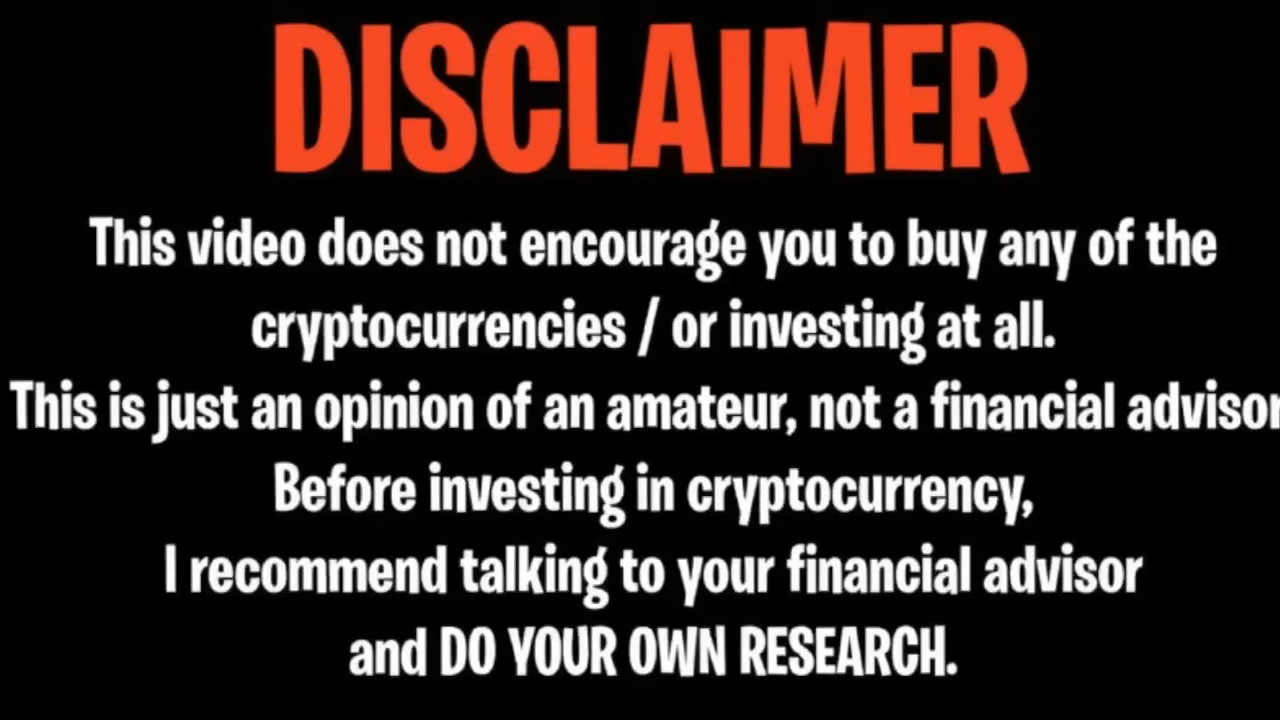 DISCLAIMER
This video does not encourage you to buy any of the
cryptocurrencies / or investing at all.
This is just an opinion of an amateur, not a financial advisor
Before investing in cryptocurrency,
I recommend talking to your financial advisor
and DO YOUR OWN RESEARCH.